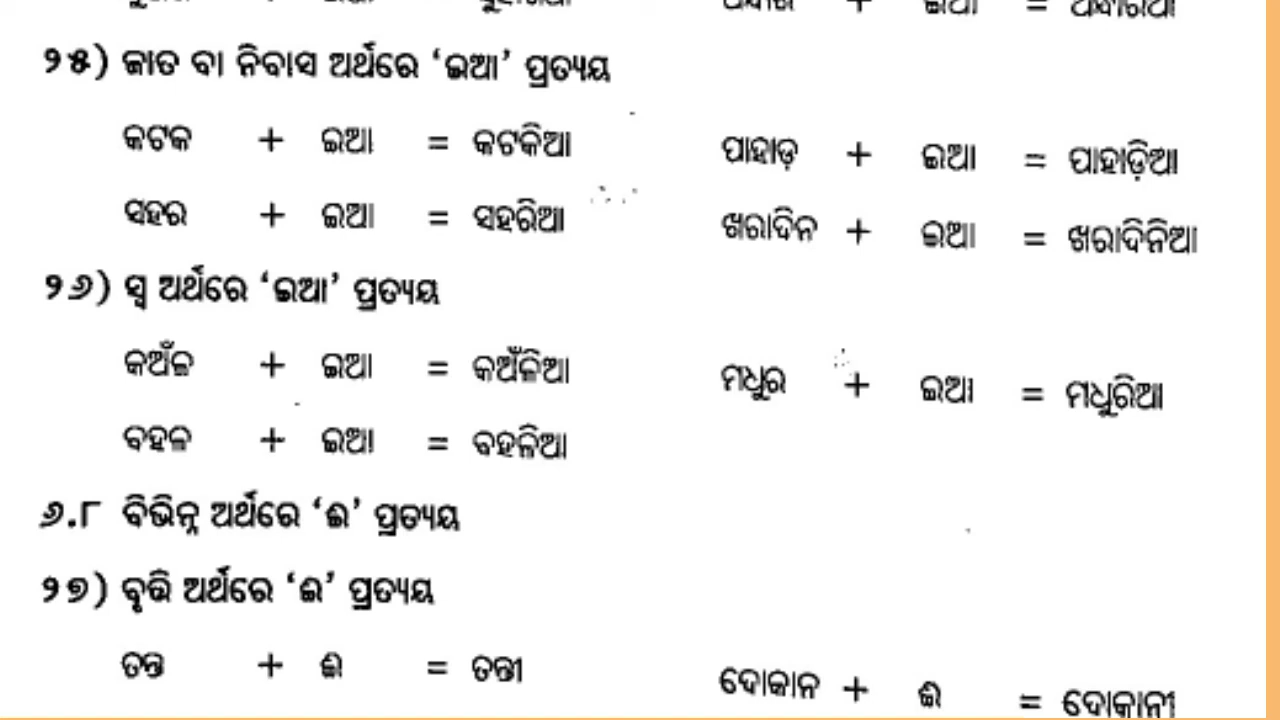 + = + ଇଆ =
୨୫) ଜାତ ବା ନିବାସ ଅର୍ଥରେ ‘ଇଆ’ ପ୍ରତ୍ୟୟ
କଟକ + ଇଆ = କଟକିଆ ପାହାଡ଼ + ଇଆ = ପାହାଡ଼ିଆ
ସହର + ଇଆ = ସହରିଆ ଖରାଦିନ + ଇଆ = ଖରାଦିନିଆ
୨୬) ସ୍ୱ ଅର୍ଥରେ ‘ଇଆ’ ପ୍ରତ୍ୟୟ
କଅଁଳ + ଇଆ = କଅଁଳିଆ ମଧୁର + ଇଆ = ମଧୁରିଆ
ବହଳ + ଇଆ = ବହଳିଆ
୬.୮ ବିଭିନ୍ନ ଅର୍ଥରେ ‘ଈ’ ପ୍ରତ୍ୟୟ
୨୭) ବୃତ୍ତି ଅର୍ଥରେ ‘ଈ’ ପ୍ରତ୍ୟୟ
ତନ୍ତ + ଈ = ତନ୍ତୀ ଦୋକାନ + ଈ = ଦୋକାନୀ